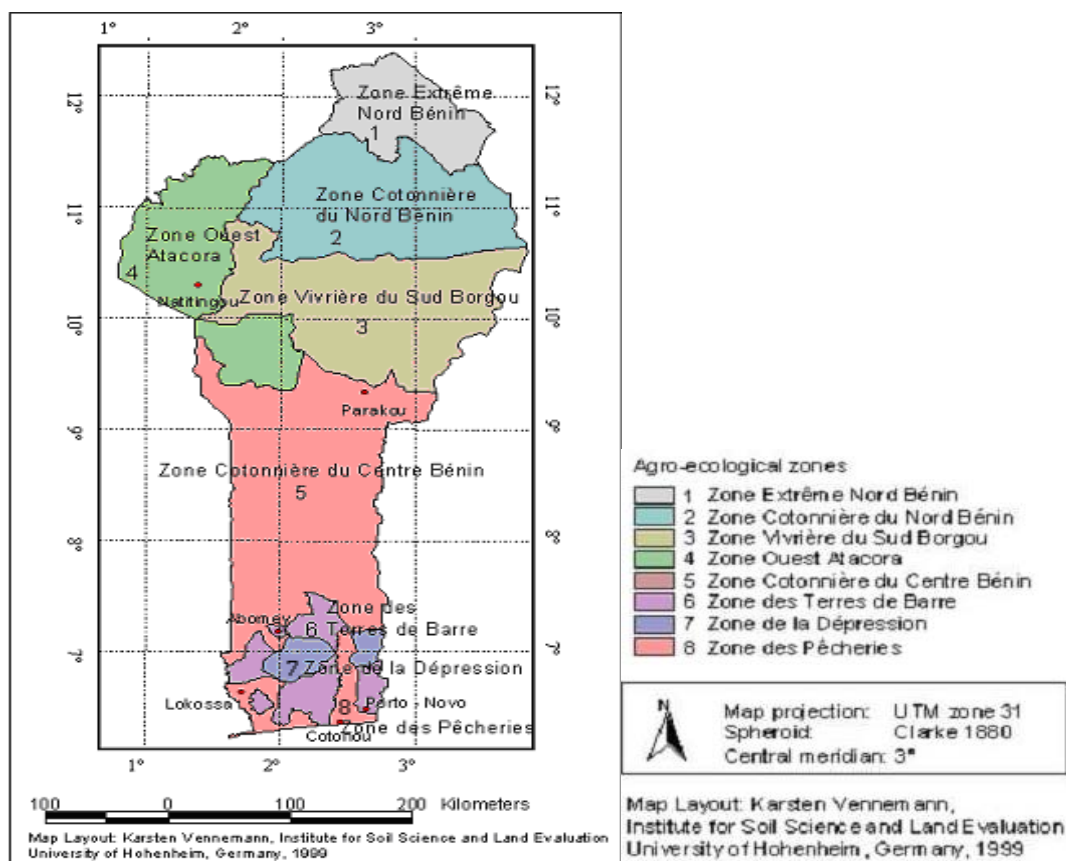 1° 2° 3°
12° 12°
Zone Extrême
Nord Bénin
1
11° 11°
Zone Cotonnière
du Nord Bénin
2
Zone Ouest
Atacora
4
Natitingou
Zone Vivrière du Sud Borgou
3
10° 10°
Parakou
9° 9°
Zone Cotonnière du Centre Bénin
5
8° 8°
Zone des
Abomey
6 Terres de Barre
7° 7°
7 Zone de la Dépression
Lokossa
8 Porto - Novo
Zone des Pêcheries
Cotonou
1° 2° 3°
100 0 100 200 Kilometers
Map Layout: Karsten Vennemann, Institute for Soil Science and Land Evaluation
University of Hohenheim, Germany, 1999
Agro-ecological zones
1 Zone Extrême Nord Bénin
2 Zone Cotonnière du Nord Bénin
3 Zone Vivrière du Sud Borgou
4 Zone Ouest Atacora
5 Zone Cotonnière du Centre Bénin
6 Zone des Terres de Barre
7 Zone de la Dépression
8 Zone des Pêcheries
N
Map projection: UTM zone 31
Spheroid: Clarke 1880
Central meridian: 3°
Map Layout: Karsten Vennemann,
Institute for Soil Science and Land Evaluation
University of Hohenheim, Germany, 1999